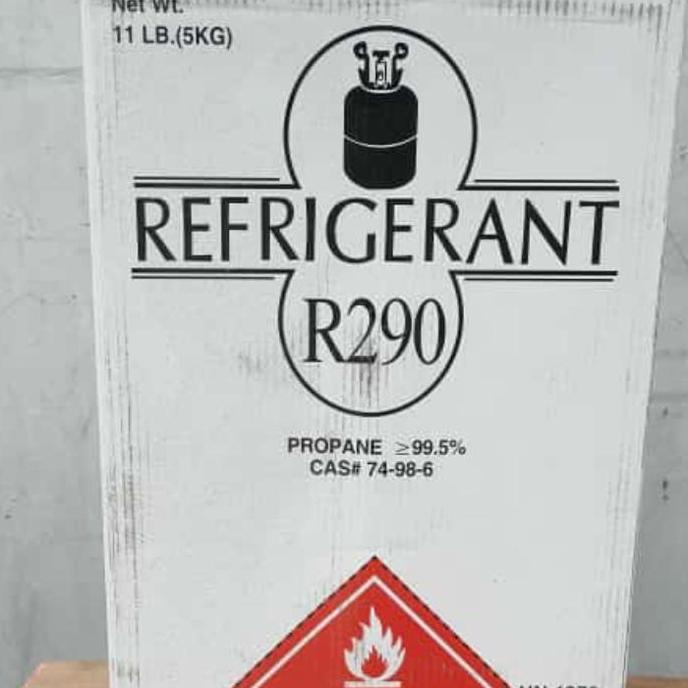 Net Wt.
11 LB.(5KG)
REFRIGERANT
R290
PROPANE ≥99.5%
CAS# 74-98-6